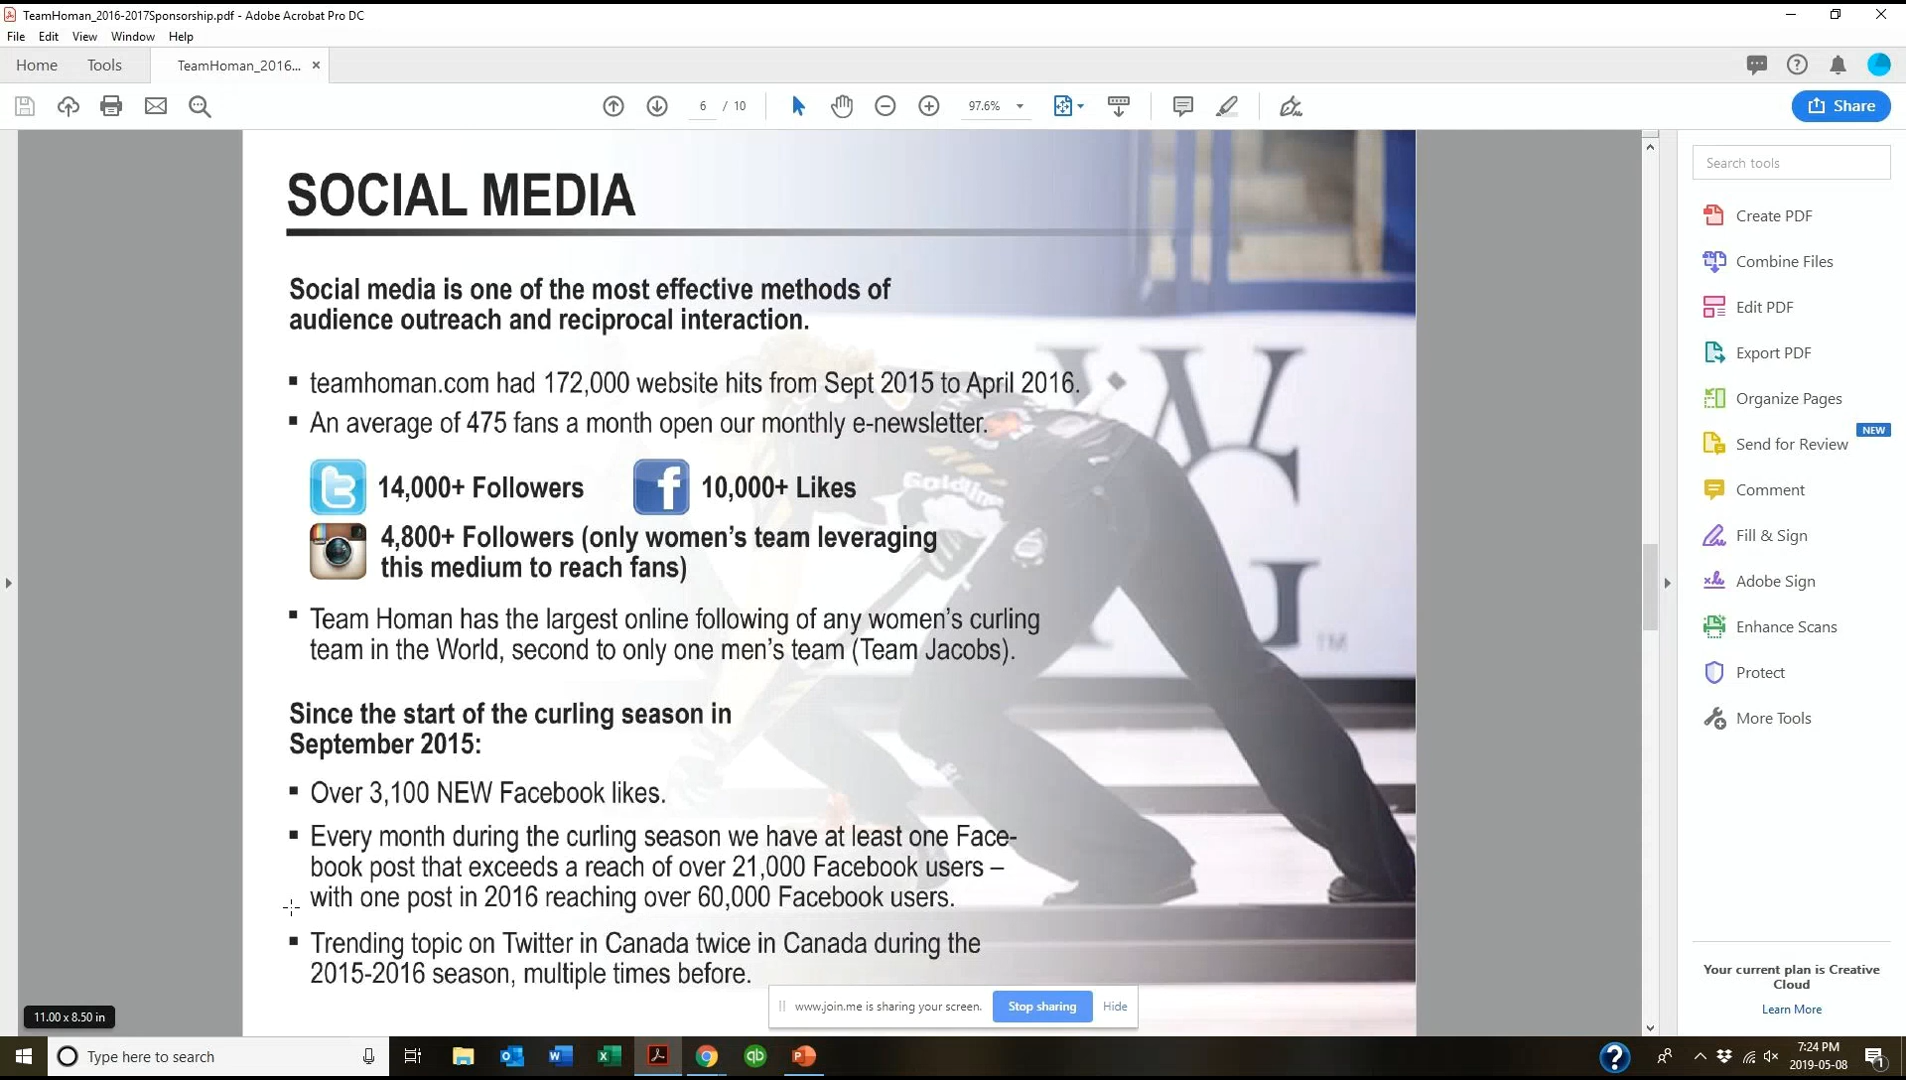 TeamHoman_2016-2017Sponsorship.pdf - Adobe Acrobat Pro DC
File Edit View Window Help
Home Tools TeamHoman_2016... ×
6 / 10 97.6% Share
Search tools
SOCIAL MEDIA
Create PDF
Combine Files
Social media is one of the most effective methods of
audience outreach and reciprocal interaction.
Edit PDF
Export PDF
▪ teamhoman.com had 172,000 website hits from Sept 2015 to April 2016.
▪ An average of 475 fans a month open our monthly e-newsletter.
Organize Pages
Send for Review NEW
14,000+ Followers 10,000+ Likes
Comment
4,800+ Followers (only women’s team leveraging
this medium to reach fans)
Goldline
Fill & Sign
Adobe Sign
▪ Team Homan has the largest online following of any women’s curling
team in the World, second to only one men’s team (Team Jacobs).
TM
Enhance Scans
Protect
More Tools
Since the start of the curling season in
September 2015:
▪ Over 3,100 NEW Facebook likes.
▪ Every month during the curling season we have at least one Face-
book post that exceeds a reach of over 21,000 Facebook users –
with one post in 2016 reaching over 60,000 Facebook users.
▪ Trending topic on Twitter in Canada twice in Canada during the
2015-2016 season, multiple times before.
Your current plan is Creative
Cloud
Learn More
www.join.me is sharing your screen. Stop sharing Hide
11.00 x 8.50 in
Type here to search
7:24 PM
2019-05-08
1